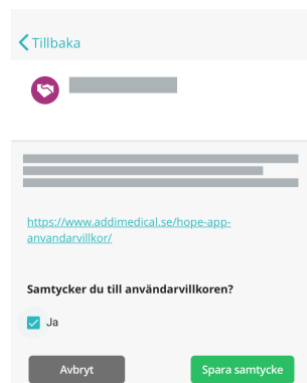 Tillbaka
https://www.addimedical.se/hope-app-
anvandarvillkor/
Samtycker du till användarvillkoren?
Ja
Avbryt
Spara samtycke